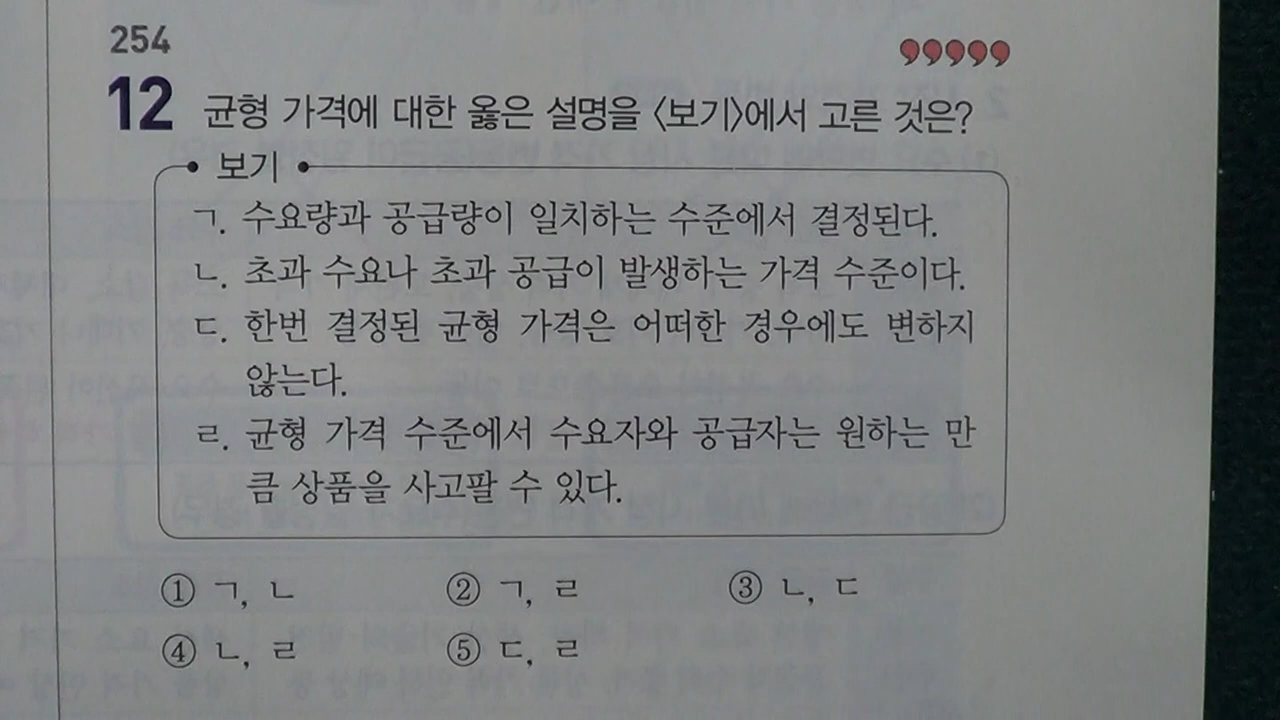 254
12 균형 가격에 대한 옳은 설명을 〈보기〉에서 고른 것은?
보기
ㄱ. 수요량과 공급량이 일치하는 수준에서 결정된다.
ㄴ. 초과 수요나 초과 공급이 발생하는 가격 수준이다.
ㄷ. 한번 결정된 균형 가격은 어떠한 경우에도 변하지
않는다.
ㄹ. 균형 가격 수준에서 수요자와 공급자는 원하는 만
큼 상품을 사고팔 수 있다.
① ㄱ, ㄴ ② ㄱ, ㄹ ③ ㄴ, ㄷ
④ ㄴ, ㄹ ⑤ ㄷ, ㄹ